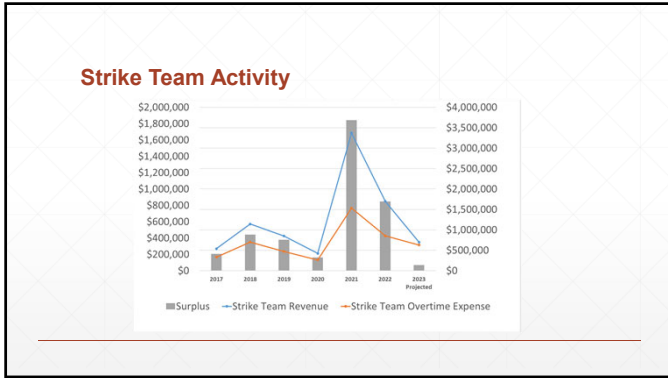 Strike Team Activity
$2,000,000 $4,000,000
$1,800,000 $3,500,000
$1,600,000 $3,000,000
$1,400,000
$1,200,000 $2,500,000
$1,000,000 $2,000,000
$800,000 $1,500,000
$600,000
$400,000 $1,000,000
$200,000 $500,000
$0 $0
2017 2018 2019 2020 2021 2022 2023
Projected
Surplus Strike Team Revenue Strike Team Overtime Expense